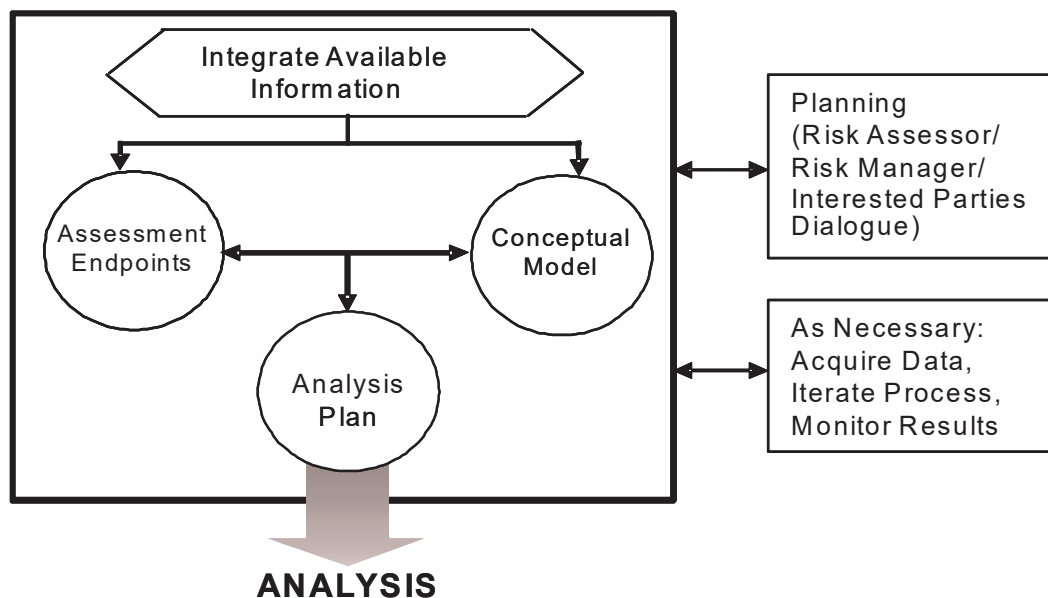 Integrate Available
Information
Assessment
Endpoints
Conceptual
Model
Analysis
Plan
ANALYSIS
Planning
(Risk Assessor/
Risk Manager/
Interested Parties
Dialogue)
As Necessary:
Acquire Data,
Iterate Process,
Monitor Results